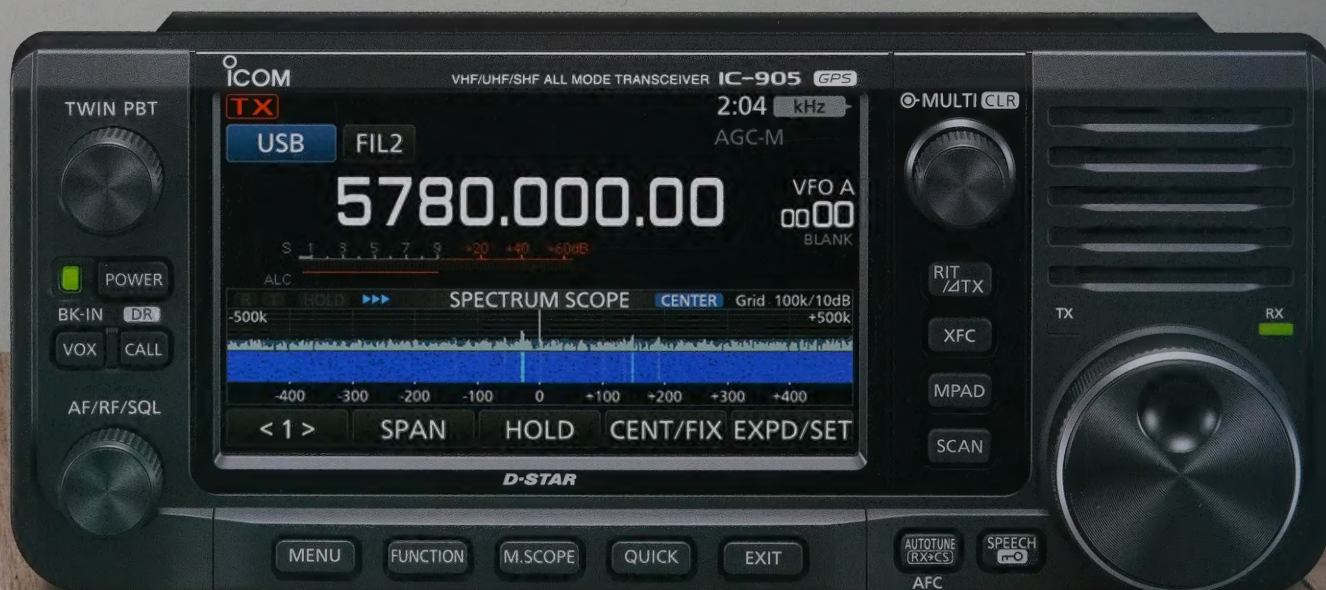 ICOM
VHF/UHF/SHF ALL MODE TRANSCEIVER IC-905 GPS
TWIN PBT
TX
2:04 kHz
MULTI CLR
USB FIL2
AGC-M
5780.000.00
VFO A
0000
BLANK
S 1 3 5 7 9 +20 +40 +60dB
ALC
POWER
RIT
/⊿TX
R T HOLD SPECTRUM SCOPE CENTER Grid 100k/10dB
-500k +500k
BK-IN DR
TX RX
VOX CALL
XFC
-400 -300 -200 -100 0 +100 +200 +300 +400
MPAD
AF/RF/SQL
< 1 > SPAN HOLD CENT/FIX EXPD/SET
SCAN
D-STAR
MENU FUNCTION M.SCOPE QUICK EXIT
AUTOTUNE
RX→CS
SPEECH
AFC